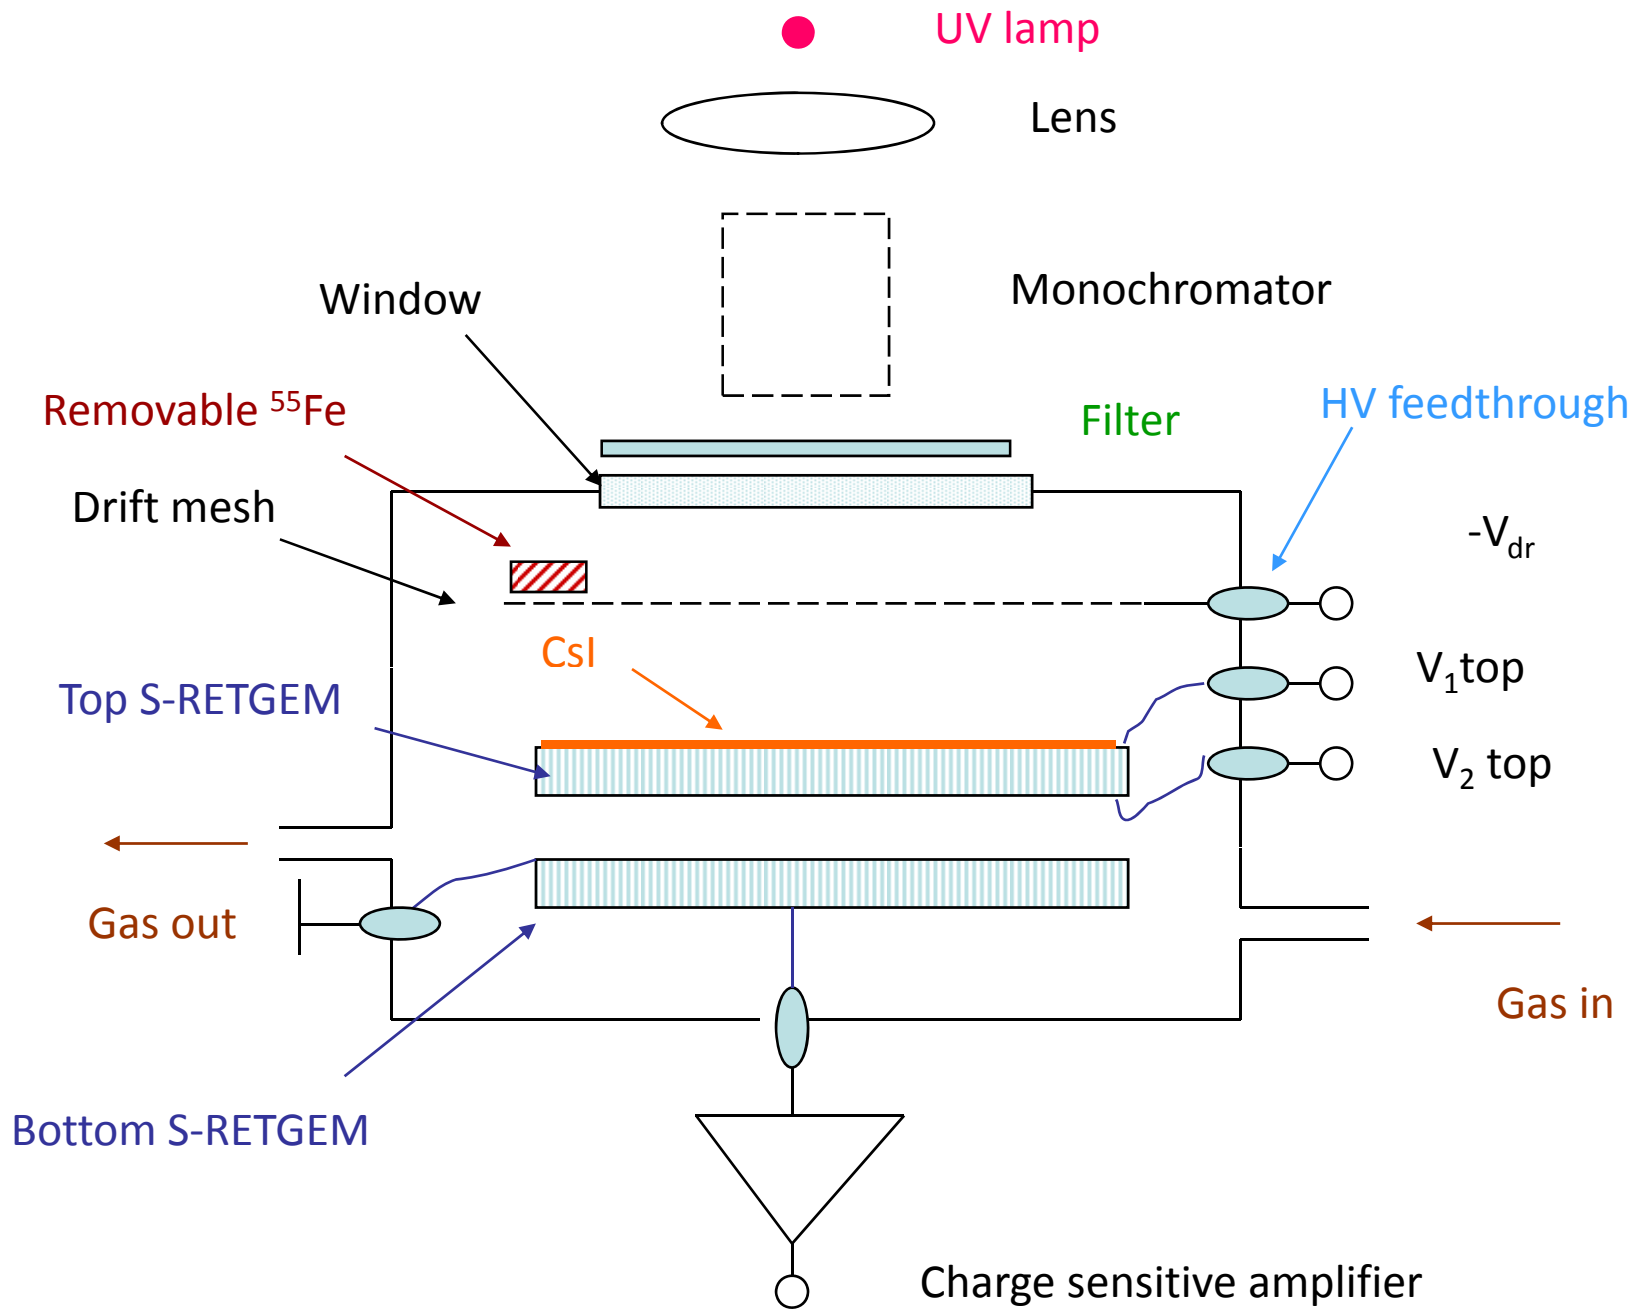 UV lamp
Lens
Monochromator
Window
Removable ⁵⁵Fe
Filter
HV feedthrough
Drift mesh
-V_dr
CsI
V₁top
Top S-RETGEM
V₂ top
Gas out
Gas in
Bottom S-RETGEM
Charge sensitive amplifier